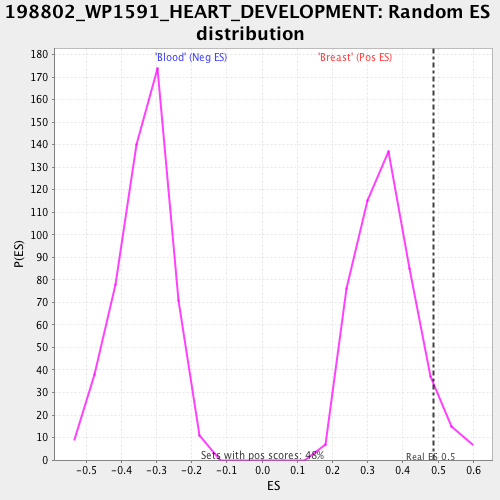 198802_WP1591_HEART_DEVELOPMENT: Random ES
distribution
'Blood' (Neg ES) 'Breast' (Pos ES)
180
170
160
150
140
130
120
110
100
90
80
70
60
50
40
30
20
10
0
P(ES)
Sets with pos scores: 48%
Real ES 0.5
-0.5 -0.4 -0.3 -0.2 -0.1 0.0 0.1 0.2 0.3 0.4 0.5 0.6
ES